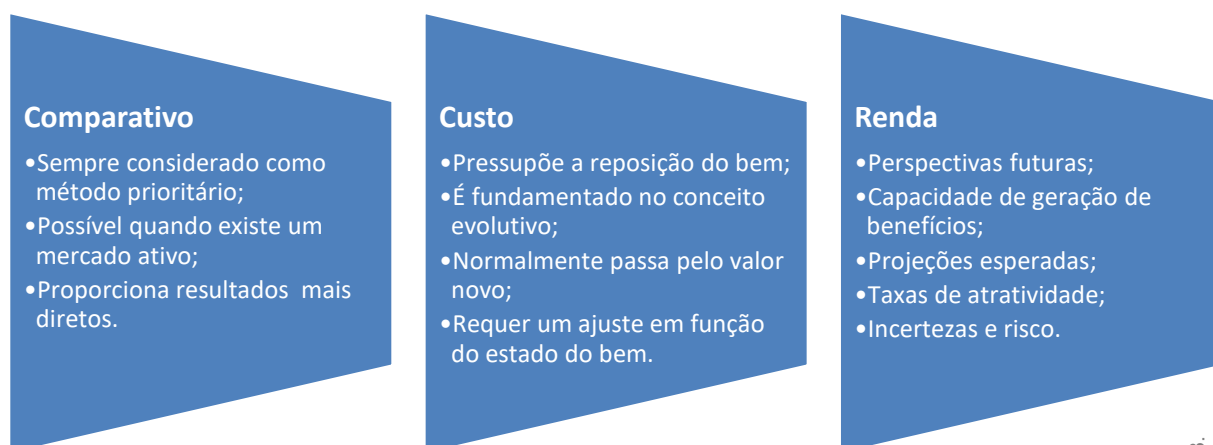 Comparativo
•Sempre considerado como
método prioritário;
•Possível quando existe um
mercado ativo;
•Proporciona resultados mais
diretos.
Custo
•Pressupõe a reposição do bem;
•É fundamentado no conceito
evolutivo;
•Normalmente passa pelo valor
novo;
•Requer um ajuste em função
do estado do bem.
Renda
•Perspectivas futuras;
•Capacidade de geração de
benefícios;
•Projeções esperadas;
•Taxas de atratividade;
•Incertezas e risco.